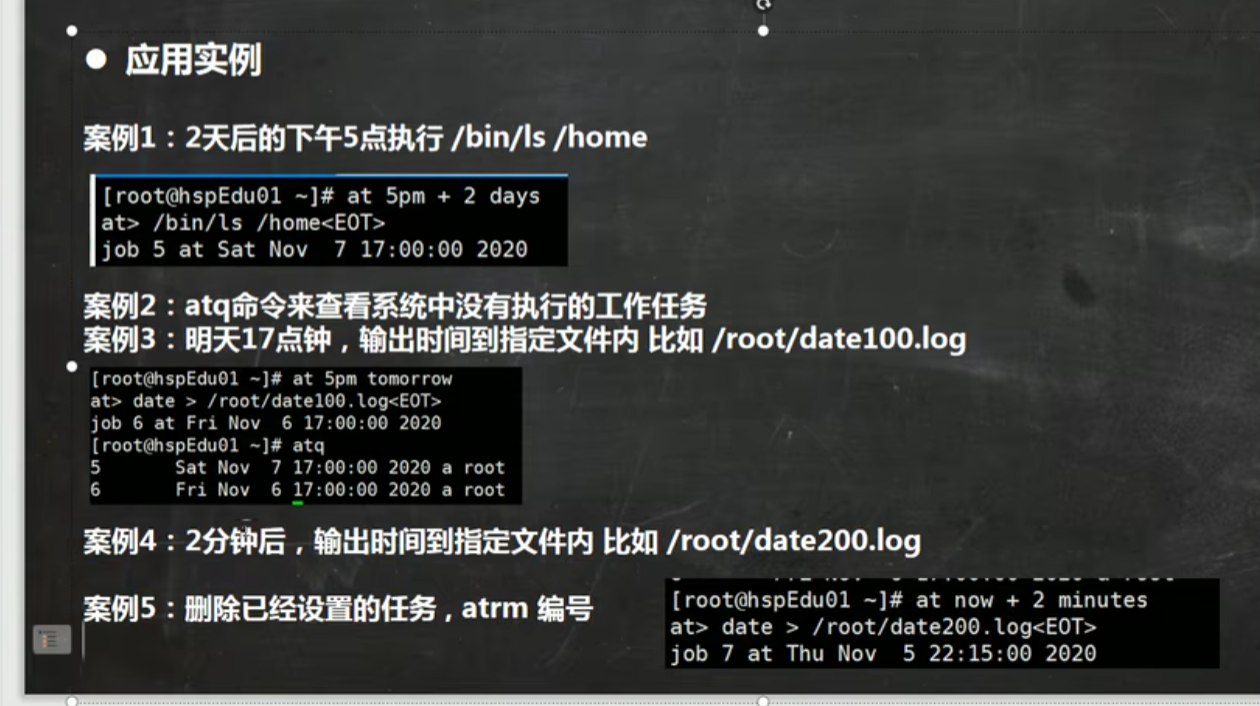 ● 应用实例
案例1：2天后的下午5点执行 /bin/ls /home
[root@hspEdu01 ~]# at 5pm + 2 days
at> /bin/ls /home<EOT>
job 5 at Sat Nov  7 17:00:00 2020
案例2：atq命令来查看系统中没有执行的工作任务
案例3：明天17点钟，输出时间到指定文件内 比如 /root/date100.log
[root@hspEdu01 ~]# at 5pm tomorrow
at> date > /root/date100.log<EOT>
job 6 at Fri Nov  6 17:00:00 2020
[root@hspEdu01 ~]# atq
5       Sat Nov  7 17:00:00 2020 a root
6       Fri Nov  6 17:00:00 2020 a root
案例4：2分钟后，输出时间到指定文件内 比如 /root/date200.log
案例5：删除已经设置的任务，atrm 编号
[root@hspEdu01 ~]# at now + 2 minutes
at> date > /root/date200.log<EOT>
job 7 at Thu Nov  5 22:15:00 2020